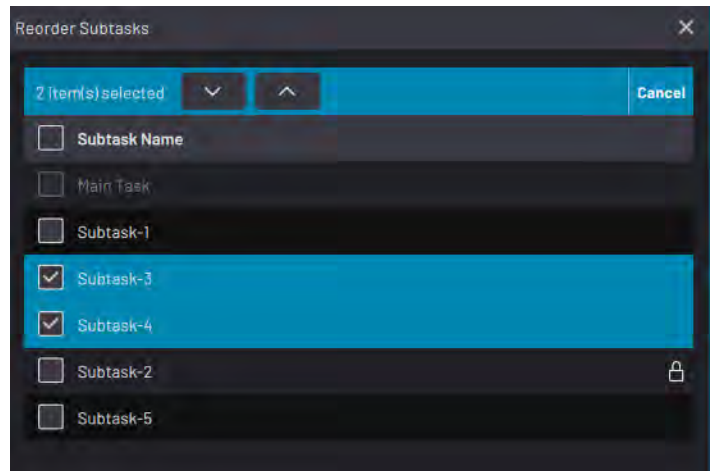 Reorder Subtasks
2 item(s) selected Cancel
Subtask Name
Main Task
Subtask-1
Subtask-3
Subtask-4
Subtask-2
Subtask-5